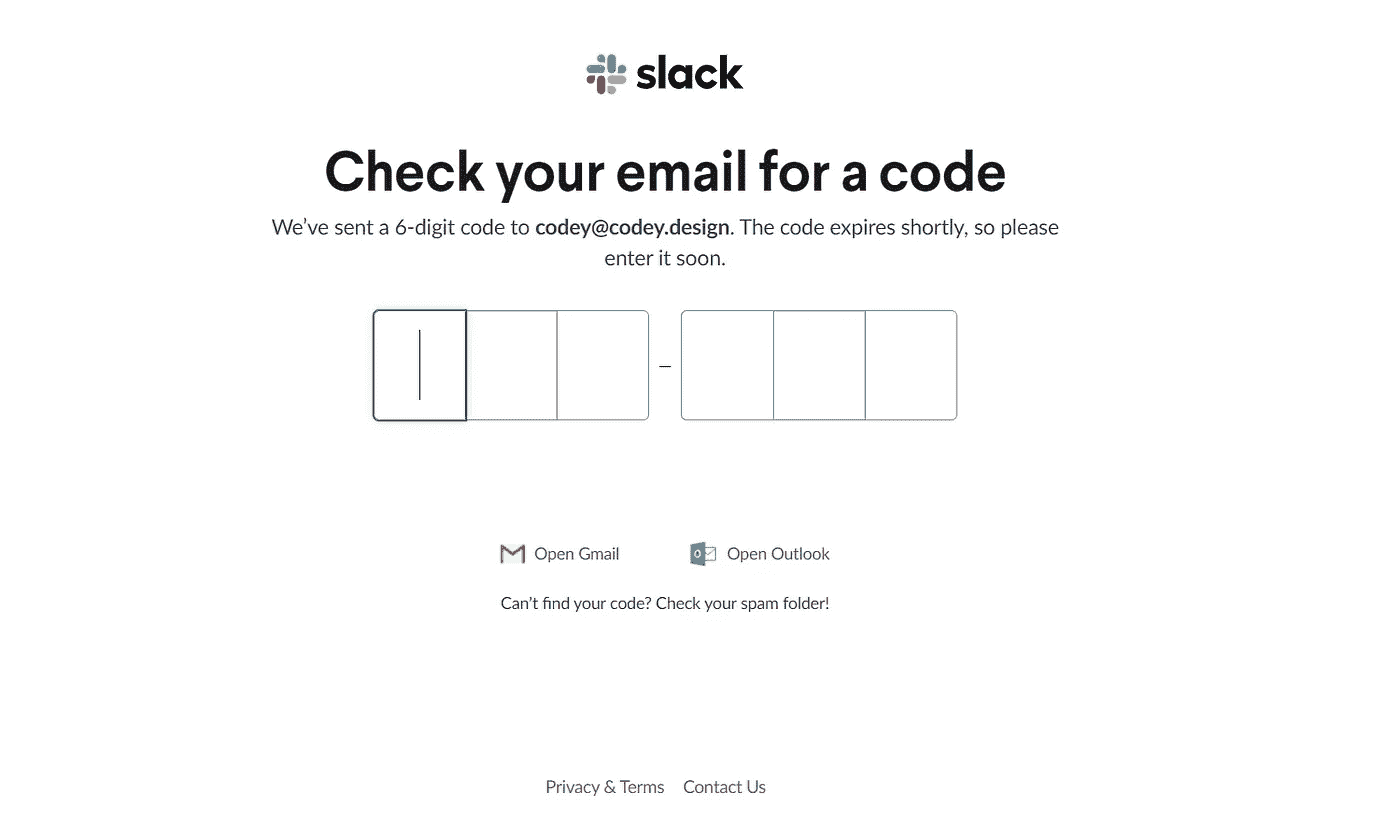 slack
Check your email for a code
We’ve sent a 6-digit code to codey@codey.design. The code expires shortly, so please
enter it soon.
–
Open Gmail Open Outlook
Can’t find your code? Check your spam folder!
Privacy & Terms Contact Us